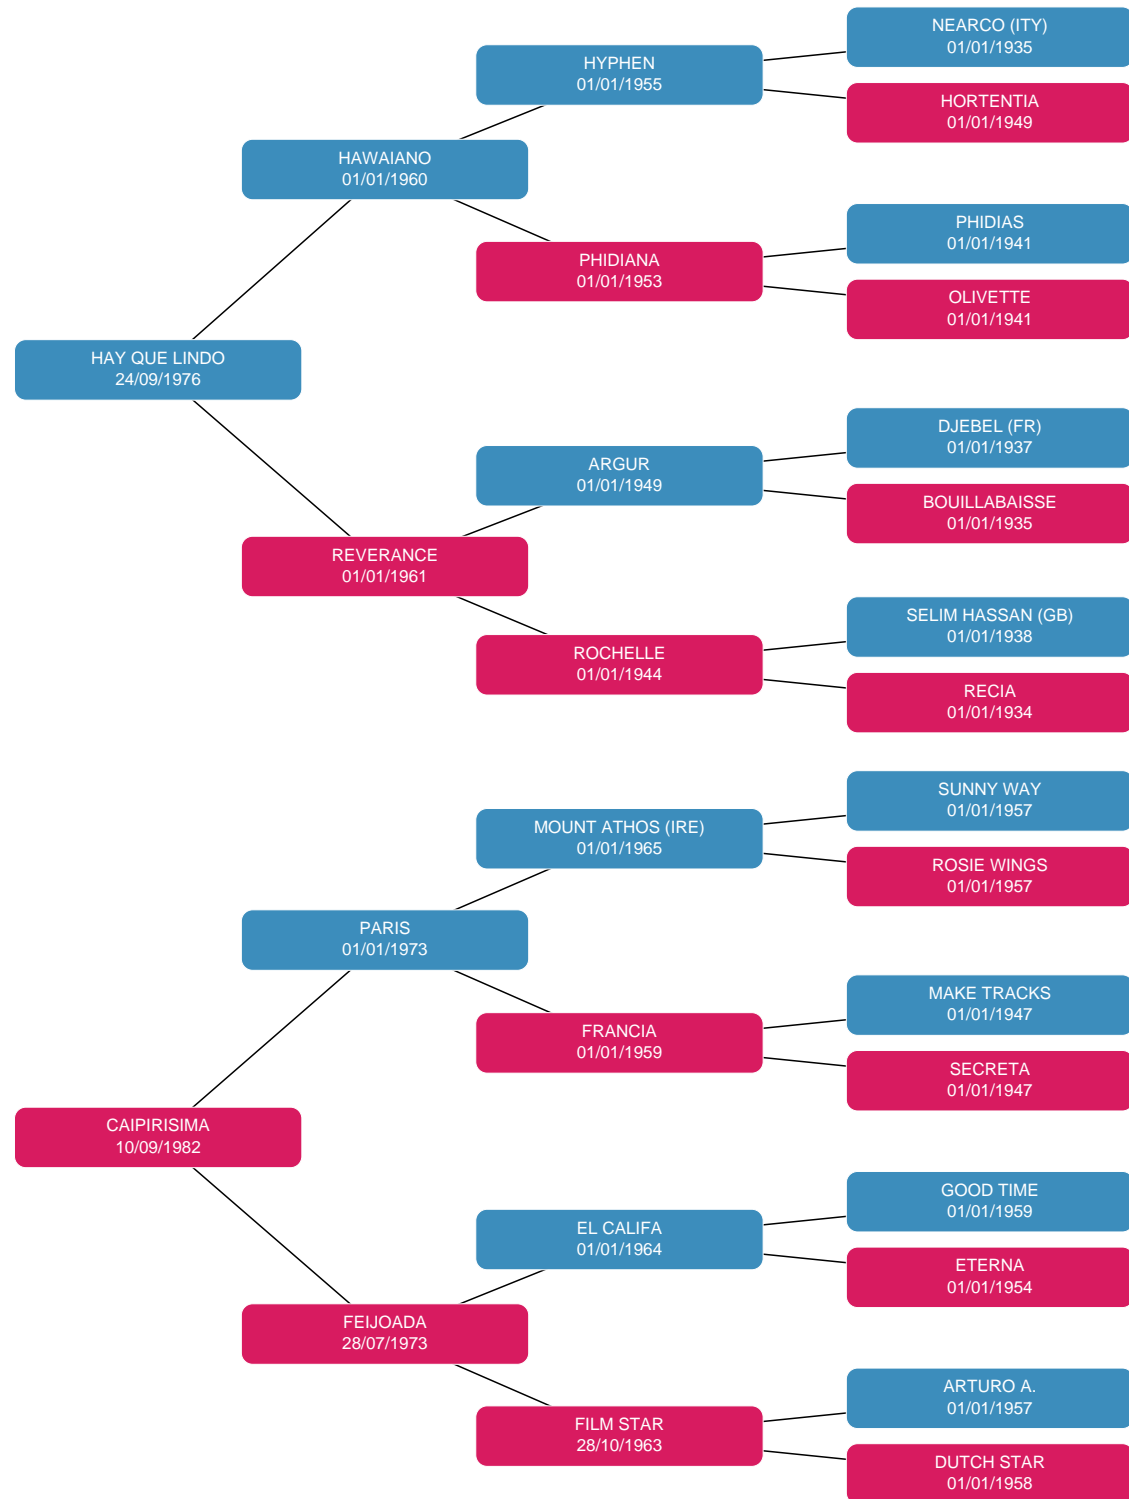 NEARCO (ITY)
01/01/1935
HYPHEN
01/01/1955
HORTENTIA
01/01/1949
HAWAIANO
01/01/1960
PHIDIAS
01/01/1941
PHIDIANA
01/01/1953
OLIVETTE
01/01/1941
HAY QUE LINDO
24/09/1976
DJEBEL (FR)
01/01/1937
ARGUR
01/01/1949
BOUILLABAISSE
01/01/1935
REVERANCE
01/01/1961
SELIM HASSAN (GB)
01/01/1938
ROCHELLE
01/01/1944
RECIA
01/01/1934
SUNNY WAY
01/01/1957
MOUNT ATHOS (IRE)
01/01/1965
ROSIE WINGS
01/01/1957
PARIS
01/01/1973
MAKE TRACKS
01/01/1947
FRANCIA
01/01/1959
SECRETA
01/01/1947
CAIPIRISIMA
10/09/1982
GOOD TIME
01/01/1959
EL CALIFA
01/01/1964
ETERNA
01/01/1954
FEIJOADA
28/07/1973
ARTURO A.
01/01/1957
FILM STAR
28/10/1963
DUTCH STAR
01/01/1958